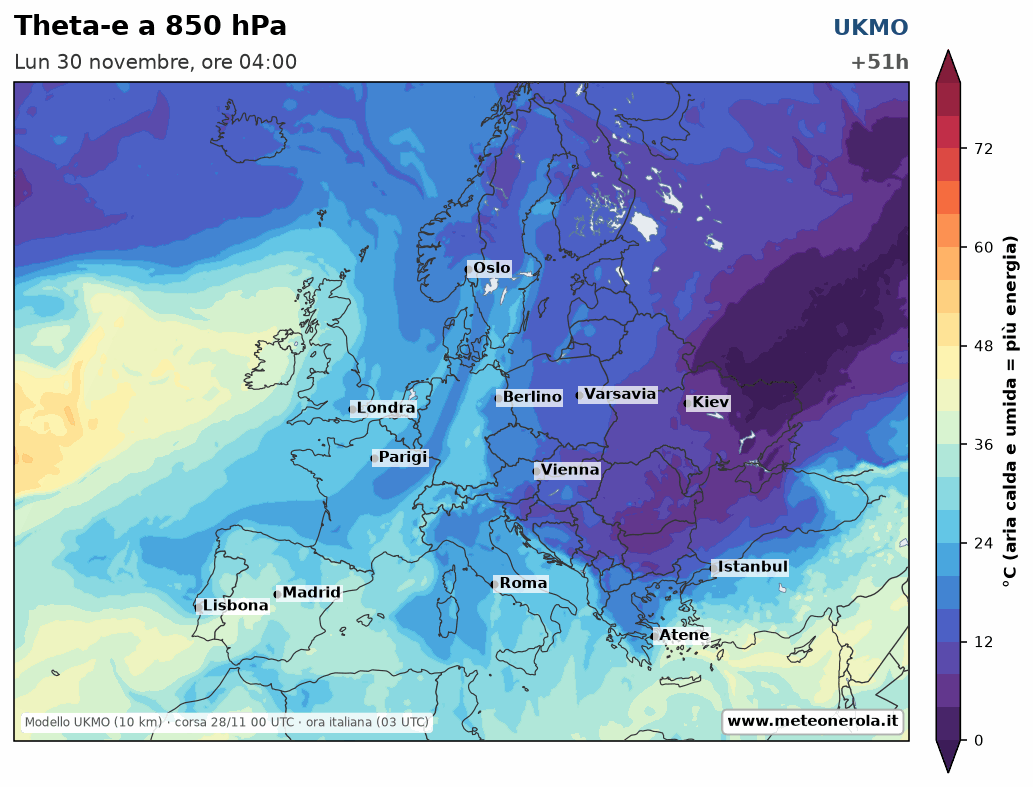 Theta-e a 850 hPa
UKMO
Lun 30 novembre, ore 04:00
+51h
72
60
48
36
24
12
0
°C (aria calda e umida = più energia)
Oslo
Londra
Berlino
Varsavia
Kiev
Parigi
Vienna
Istanbul
Roma
Madrid
Lisbona
Atene
Modello UKMO (10 km) · corsa 28/11 00 UTC · ora italiana (03 UTC)
www.meteonerola.it